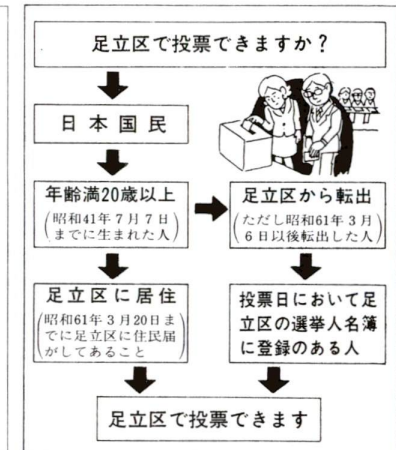 足立区で投票できますか？
日本国民
年齢満20歳以上
(昭和41年7月7日
までに生まれた人)
足立区から転出
(ただし昭和61年3月
6日以後転出した人)
足立区に居住
(昭和61年3月20日ま
でに足立区に住民届
がしてあること)
投票日において足
立区の選挙人名簿
に登録のある人
足立区で投票できます